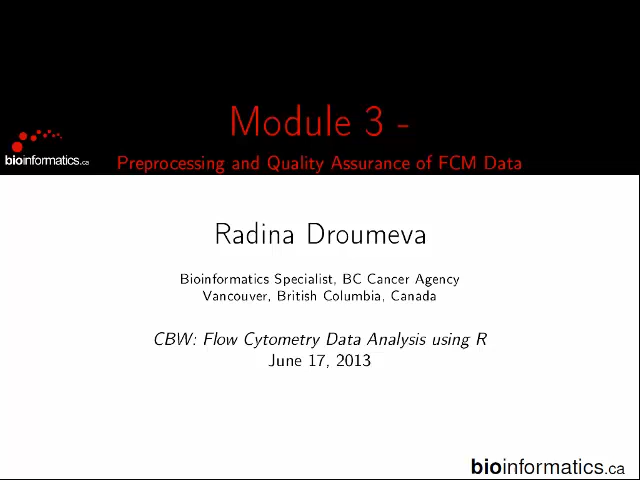 Module 3 -
bioinformatics.ca
Preprocessing and Quality Assurance of FCM Data
Radina Droumeva
Bioinformatics Specialist, BC Cancer Agency
Vancouver, British Columbia, Canada
CBW: Flow Cytometry Data Analysis using R
June 17, 2013
bioinformatics.ca